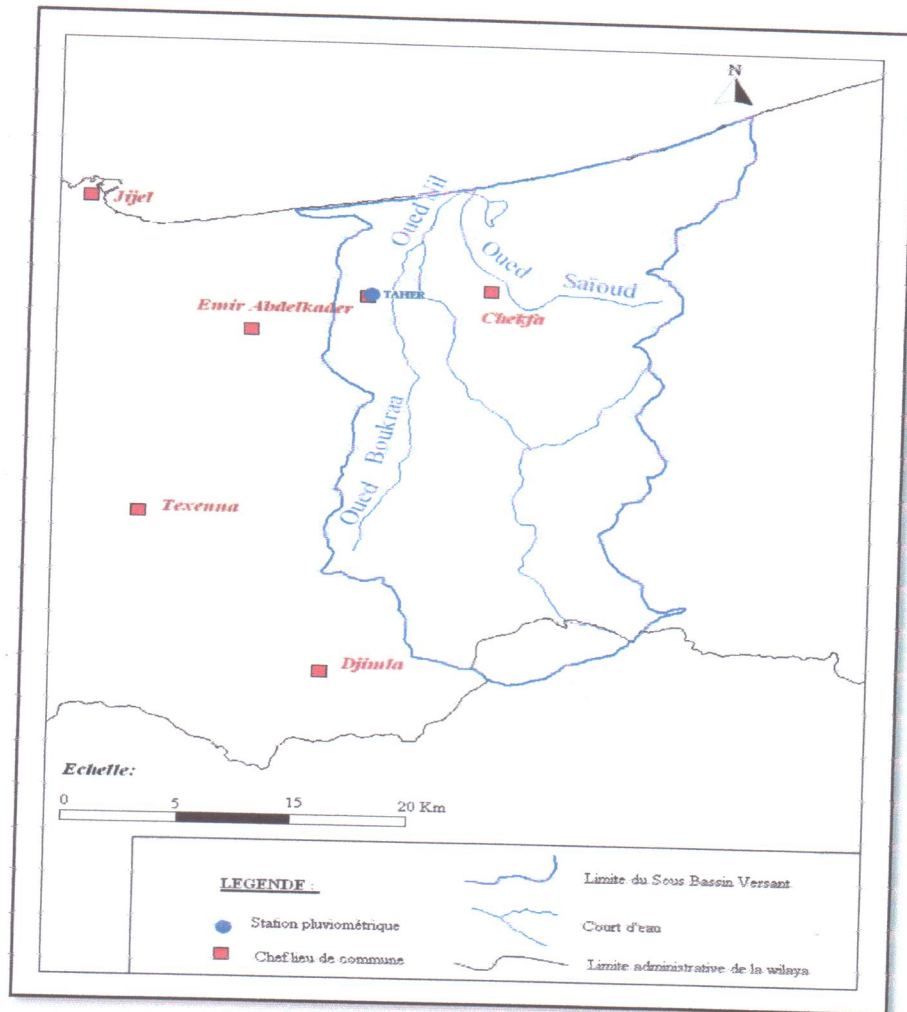 N
Jijel
Oued Nil
Oued Saïoud
TAHER
Emir Abdelkader
Chekfa
Oued Boukraa
Texenna
Djimla
Echelle:
0 5 15 20 Km
LEGENDE :
Limite du Sous Bassin Versant
Station pluviométrique
Court d'eau
Chef lieu de commune
Limite administrative de la wilaya